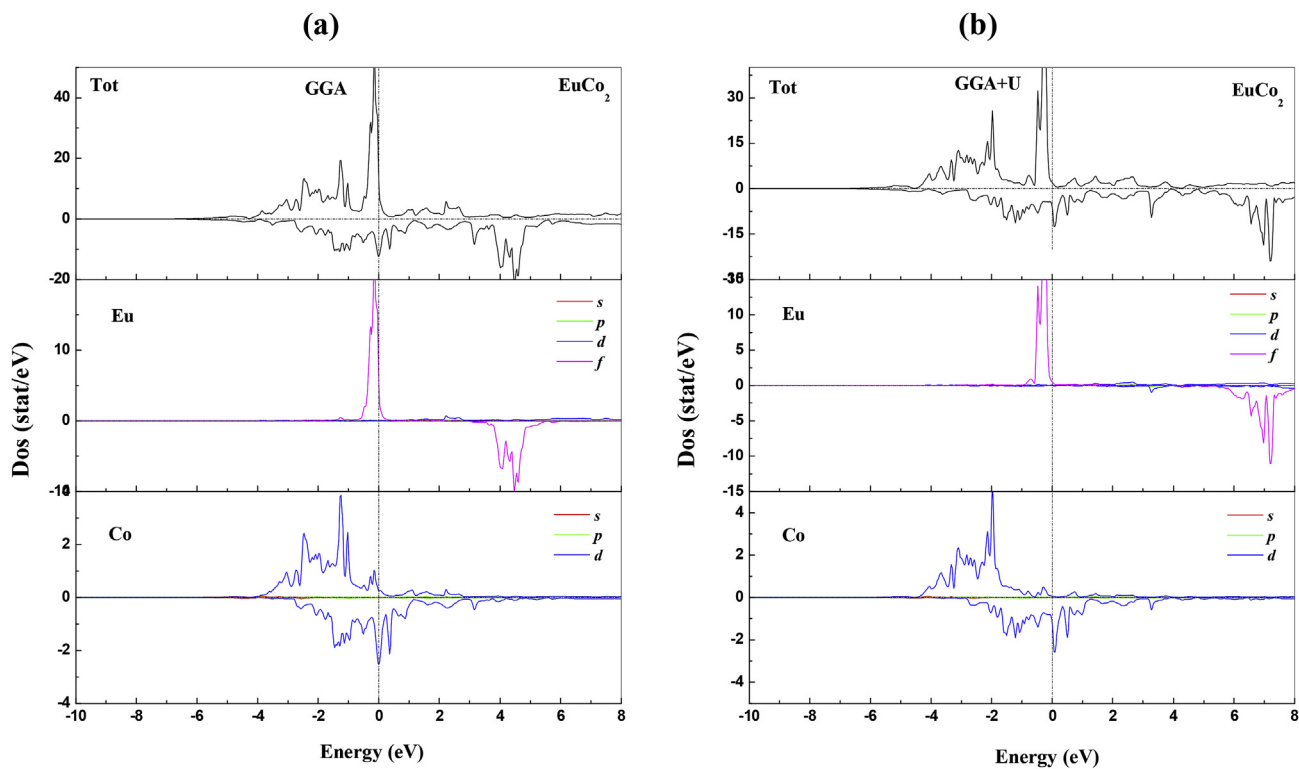 (a)
Tot
GGA
EuCo2
40
20
0
-20
Eu
s
p
d
f
10
0
-10
Co
s
p
d
4
2
0
-2
-4
-10 -8 -6 -4 -2 0 2 4 6 8
Dos (stat/eV)
Energy (eV)
(b)
Tot
GGA+U
EuCo2
30
15
0
-15
-30
Eu
s
p
d
f
15
10
5
0
-5
-10
-15
Co
s
p
d
4
2
0
-2
-4
-10 -8 -6 -4 -2 0 2 4 6 8
Dos (stat/eV)
Energy (eV)